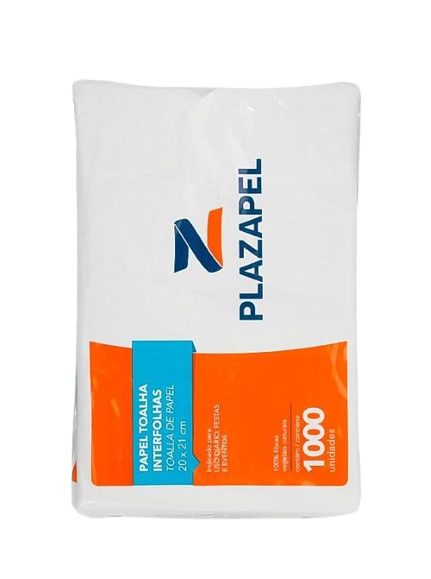 PLAZAPEL
PAPEL TOALHA
INTERFOLHAS
TOALLA DE PAPEL
20 x 21 cm
Indicado para:
USO DIÁRIO, FESTAS
E EVENTOS
100% fibras
vegetais naturais
contém / contiene
1000
unidades